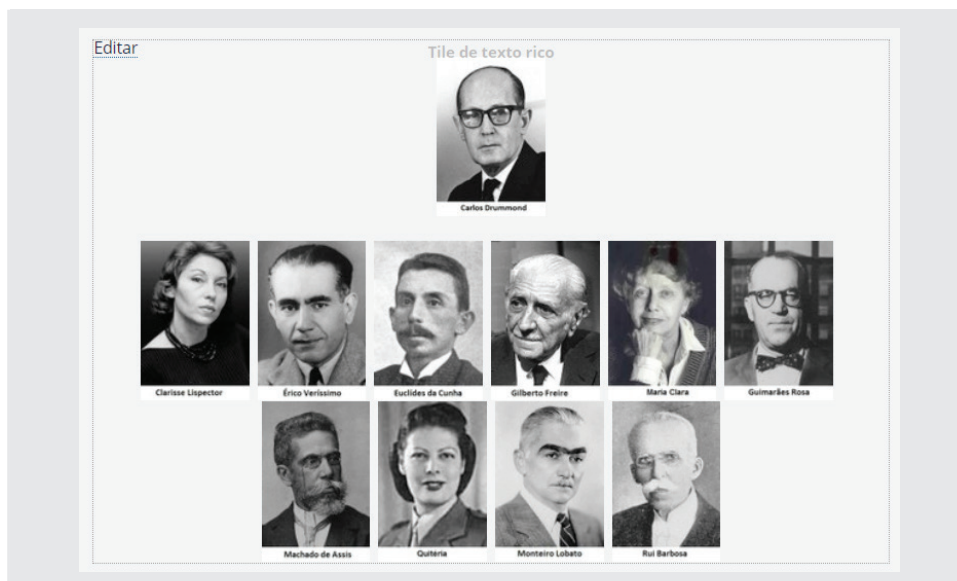 Editar
Tile de texto rico
Carlos Drummond
Clarisse Lispector
Érico Veríssimo
Euclides da Cunha
Gilberto Freire
Maria Clara
Guimarães Rosa
Machado de Assis
Quitéria
Monteiro Lobato
Rui Barbosa